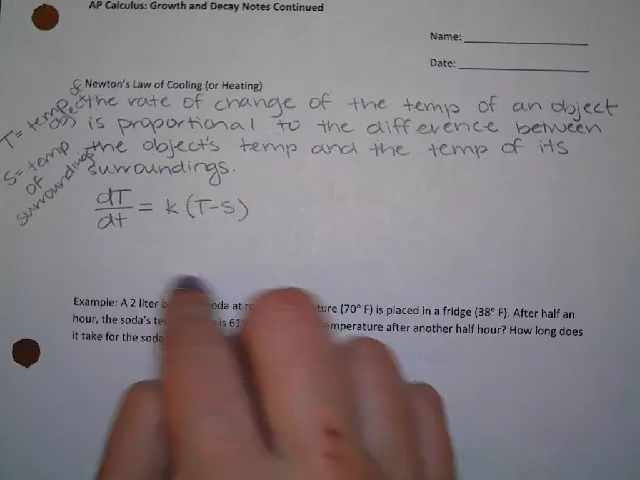 AP Calculus: Growth and Decay Notes Continued
Name:
Date:
Newton's Law of Cooling (or Heating)
T = temp of object
S = temp of surroundings
the rate of change of the temp of an object
is proportional to the difference between
the object's temp and the temp of its
surroundings.
dT/dt = k (T-S)
Example: A 2 liter oda at ture (70° F) is placed in a fridge (38° F). After half an
hour, the soda's is 61 mperature after another half hour? How long does
it take for the soda